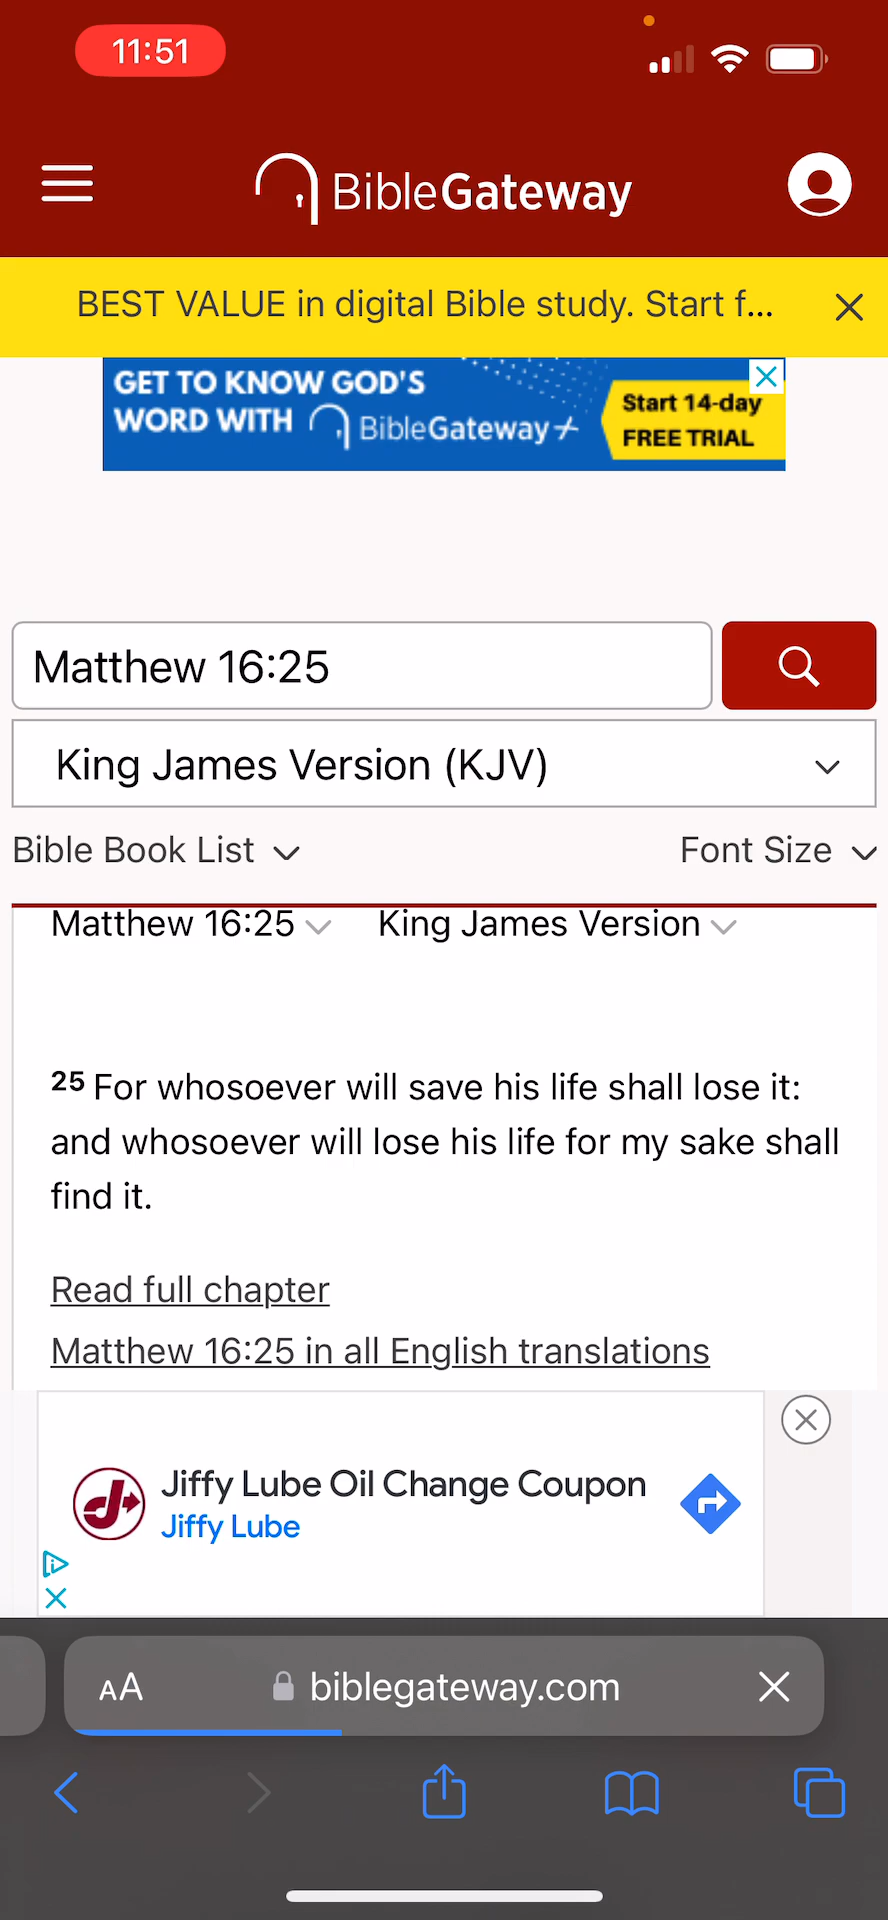 11:51
BibleGateway
BEST VALUE in digital Bible study. Start f...
GET TO KNOW GOD'S
WORD WITH BibleGateway+
Start 14-day
FREE TRIAL
Matthew 16:25
King James Version (KJV)
Bible Book List
Font Size
Matthew 16:25 King James Version
25 For whosoever will save his life shall lose it:
and whosoever will lose his life for my sake shall
find it.
Read full chapter
Matthew 16:25 in all English translations
Jiffy Lube Oil Change Coupon
Jiffy Lube
AA biblegateway.com